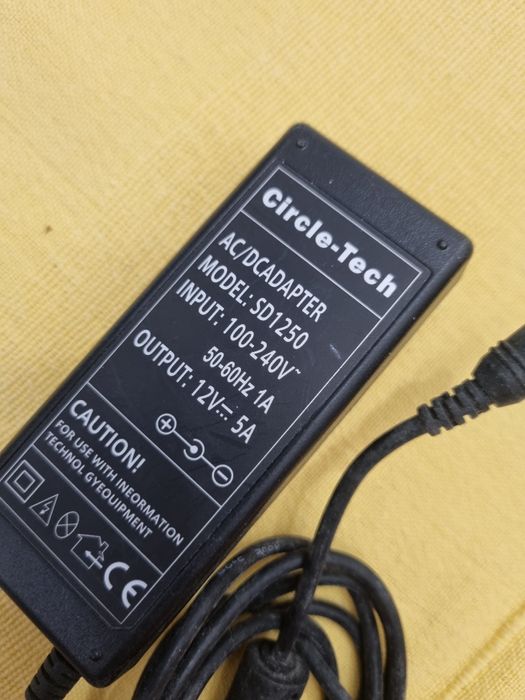 Circle-Tech
AC/DCADAPTER
MODEL: SD1250
INPUT: 100-240V~
50-60Hz 1A
OUTPUT: 12V⎓5A
CAUTION!
FOR USE WITH INEORMATION
TECHNOL GYEOUIPMENT
CE